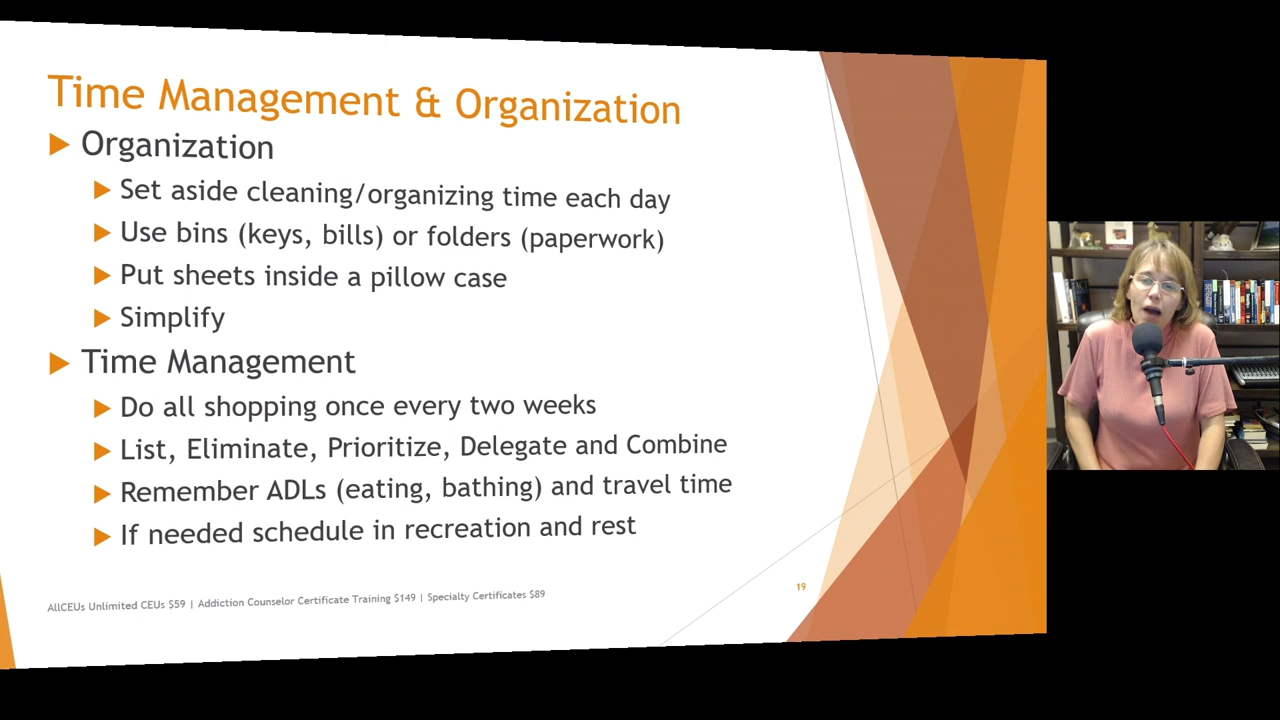 Time Management & Organization
Organization
Set aside cleaning/organizing time each day
Use bins (keys, bills) or folders (paperwork)
Put sheets inside a pillow case
Simplify
Time Management
Do all shopping once every two weeks
List, Eliminate, Prioritize, Delegate and Combine
Remember ADLs (eating, bathing) and travel time
If needed schedule in recreation and rest
AllCEUs Unlimited CEUs $59 | Addiction Counselor Certificate Training $149 | Specialty Certificates $89
19